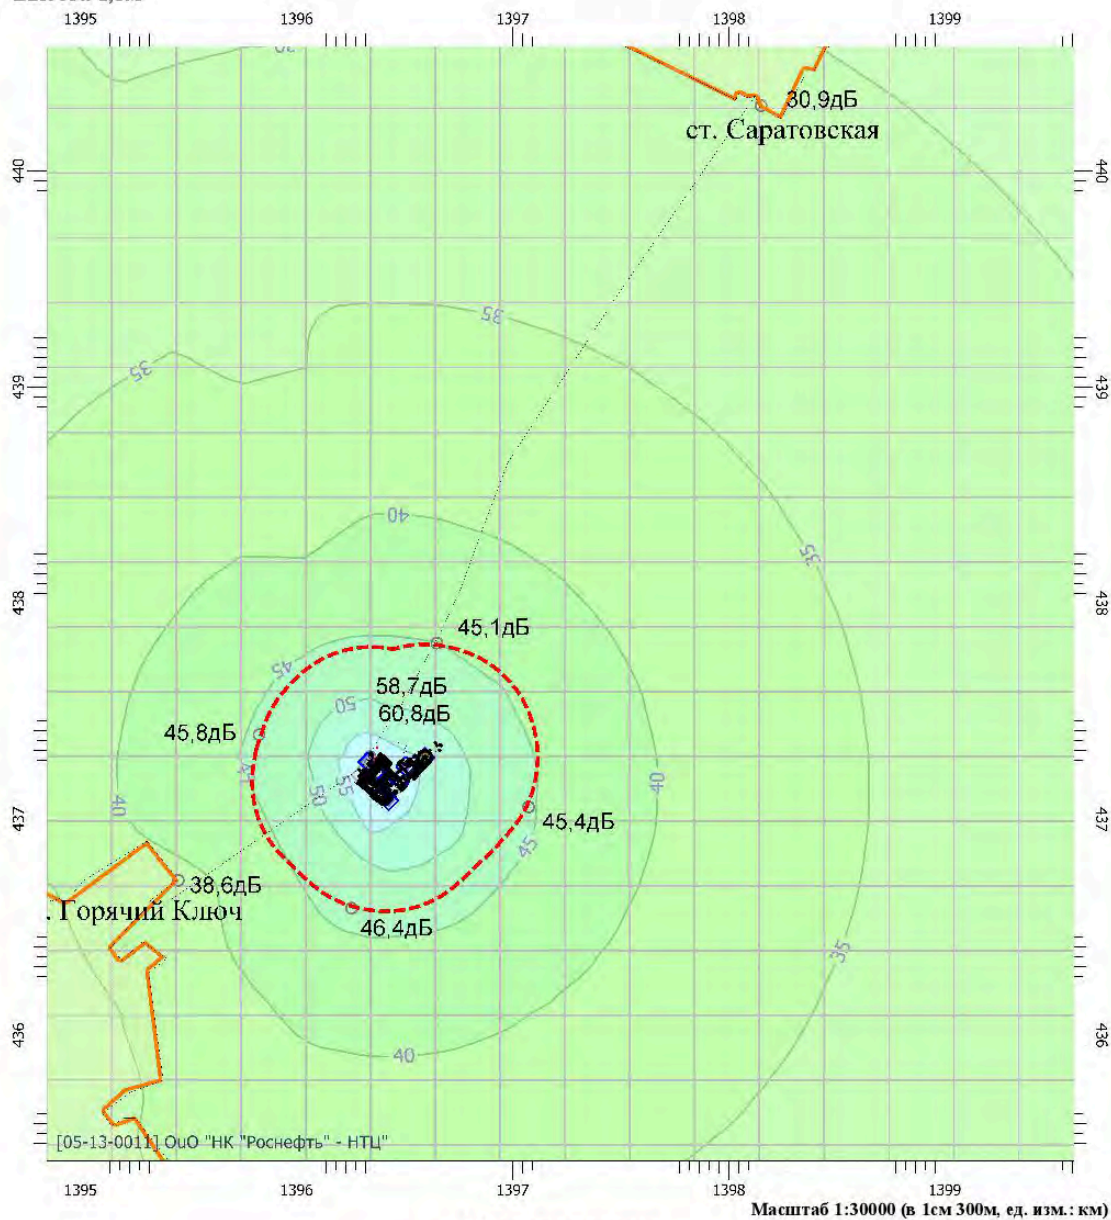 1395 1396 1397 1398 1399
30
30,9дБ
ст. Саратовская
440 440
35
35
439 439
40
35
438 438
45,1дБ
45
58,7дБ
50
60,8дБ
45,8дБ
55
50
40
40
437 437
45,4дБ
45
38,6дБ
. Горячий Ключ
46,4дБ
35
436 436
40
[05-13-0011] ОиО "НК "Роснефть" - НТЦ"
1395 1396 1397 1398 1399
Масштаб 1:30000 (в 1см 300м, ед. изм.: км)